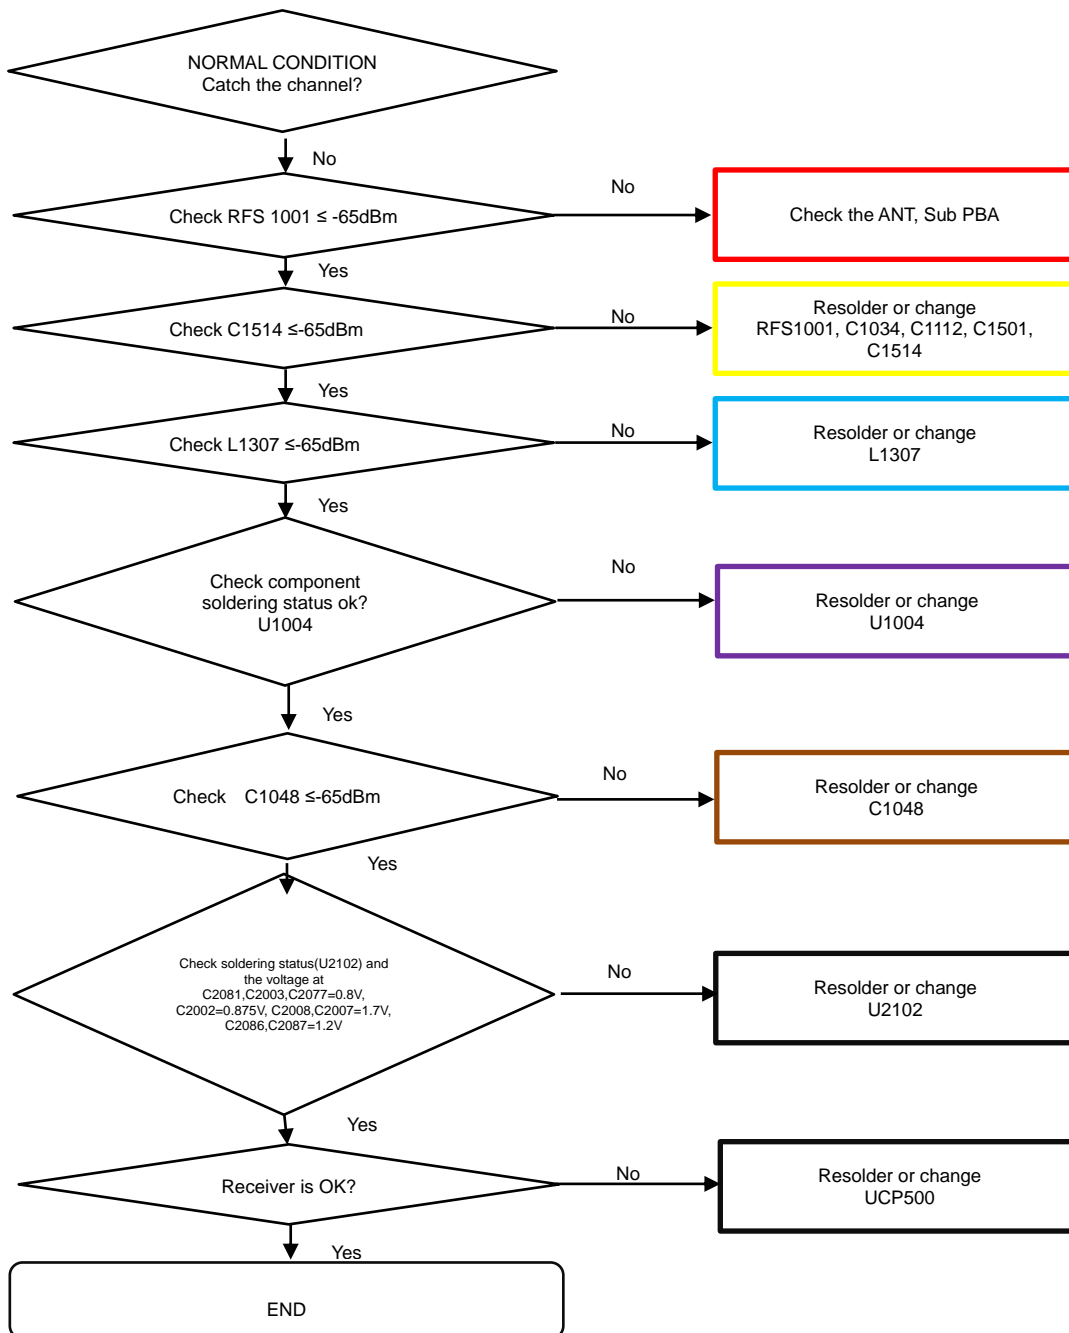 NORMAL CONDITION
Catch the channel?
No
Check RFS 1001 ≤ -65dBm
No
Check the ANT, Sub PBA
Yes
Check C1514 ≤-65dBm
No
Resolder or change
RFS1001, C1034, C1112, C1501,
C1514
Yes
Check L1307 ≤-65dBm
No
Resolder or change
L1307
Yes
Check component
soldering status ok?
U1004
No
Resolder or change
U1004
Yes
Check C1048 ≤-65dBm
No
Resolder or change
C1048
Yes
Check soldering status(U2102) and
the voltage at
C2081,C2003,C2077=0.8V,
C2002=0.875V, C2008,C2007=1.7V,
C2086,C2087=1.2V
No
Resolder or change
U2102
Yes
Receiver is OK?
No
Resolder or change
UCP500
Yes
END